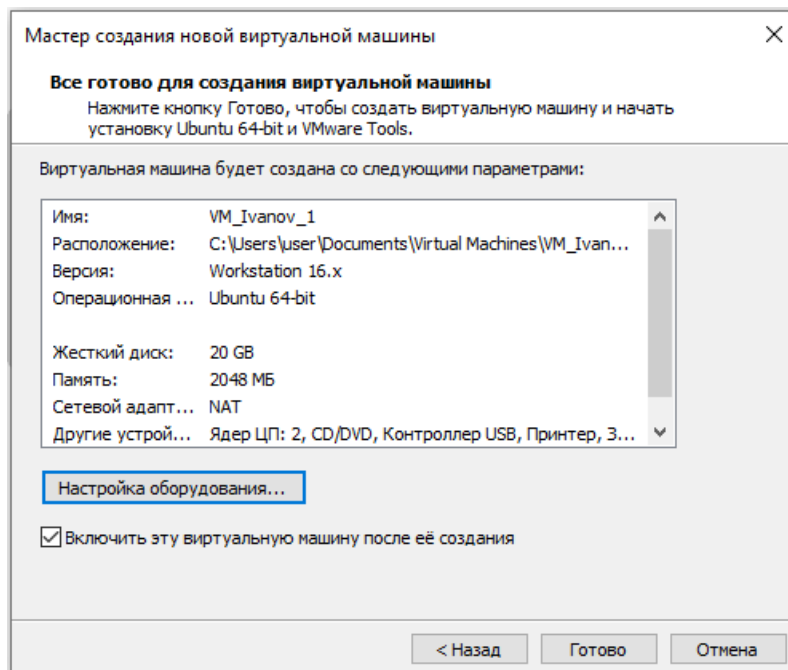 Мастер создания новой виртуальной машины
Все готово для создания виртуальной машины
Нажмите кнопку Готово, чтобы создать виртуальную машину и начать
установку Ubuntu 64-bit и VMware Tools.
Виртуальная машина будет создана со следующими параметрами:
Имя: VM_Ivanov_1
Расположение: C:\Users\user\Documents\Virtual Machines\VM_Ivan...
Версия: Workstation 16.x
Операционная ... Ubuntu 64-bit
Жесткий диск: 20 GB
Память: 2048 МБ
Сетевой адапт... NAT
Другие устрой... Ядер ЦП: 2, CD/DVD, Контроллер USB, Принтер, З...
Настройка оборудования...
Включить эту виртуальную машину после её создания
< Назад Готово Отмена